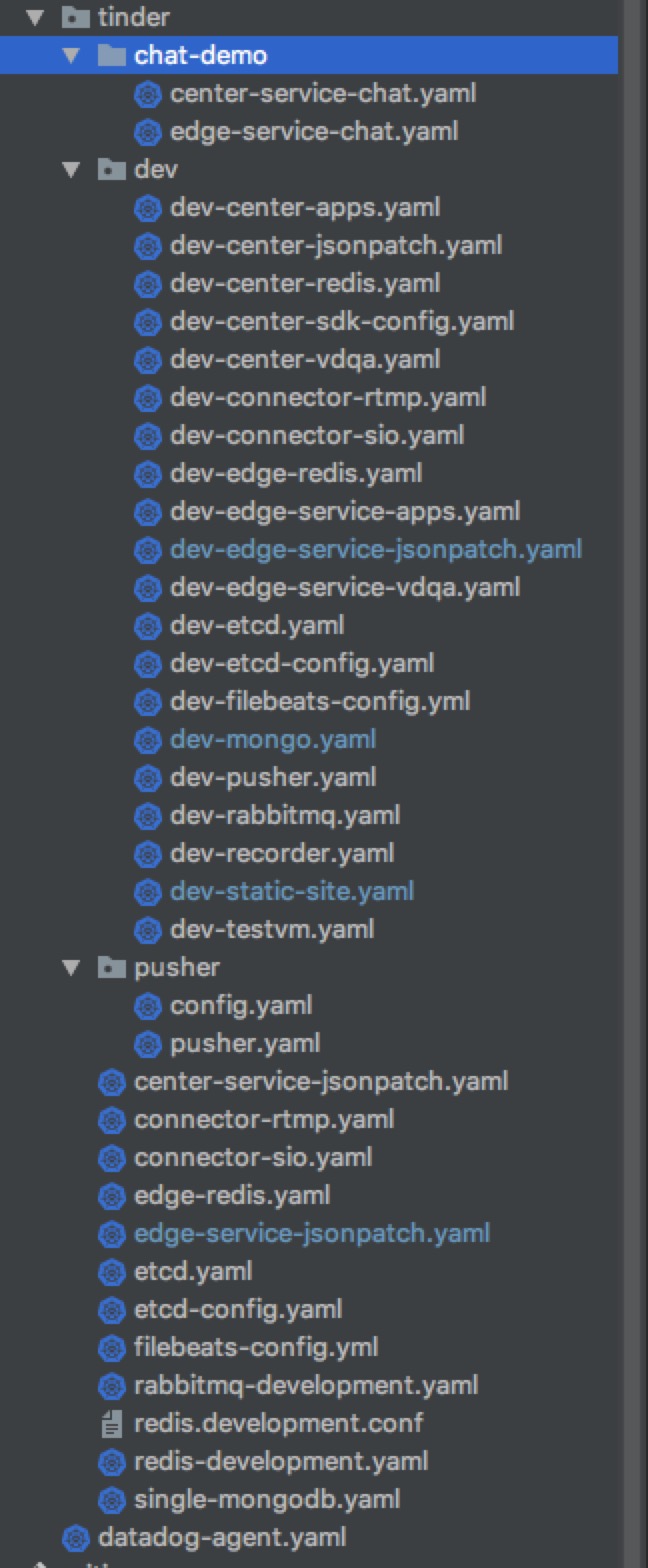 tinder
chat-demo
center-service-chat.yaml
edge-service-chat.yaml
dev
dev-center-apps.yaml
dev-center-jsonpatch.yaml
dev-center-redis.yaml
dev-center-sdk-config.yaml
dev-center-vdqa.yaml
dev-connector-rtmp.yaml
dev-connector-sio.yaml
dev-edge-redis.yaml
dev-edge-service-apps.yaml
dev-edge-service-jsonpatch.yaml
dev-edge-service-vdqa.yaml
dev-etcd.yaml
dev-etcd-config.yaml
dev-filebeats-config.yml
dev-mongo.yaml
dev-pusher.yaml
dev-rabbitmq.yaml
dev-recorder.yaml
dev-static-site.yaml
dev-testvm.yaml
pusher
config.yaml
pusher.yaml
center-service-jsonpatch.yaml
connector-rtmp.yaml
connector-sio.yaml
edge-redis.yaml
edge-service-jsonpatch.yaml
etcd.yaml
etcd-config.yaml
filebeats-config.yml
rabbitmq-development.yaml
redis.development.conf
redis-development.yaml
single-mongodb.yaml
datadog-agent.yaml